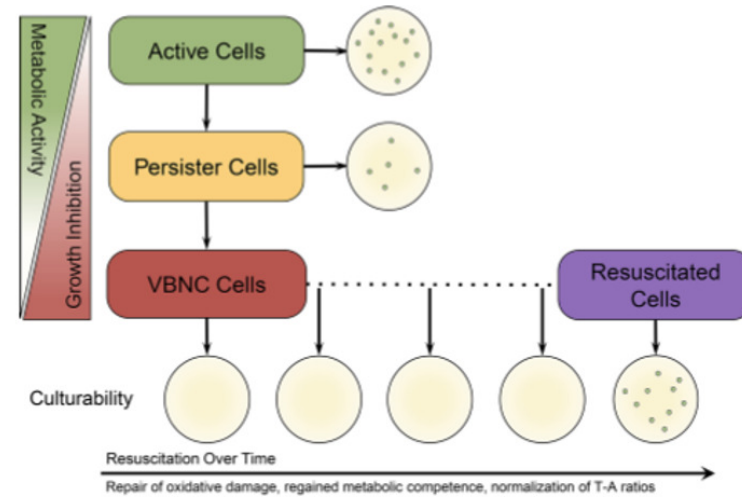 Metabolic Activity
Growth Inhibition
Active Cells
Persister Cells
VBNC Cells
Resuscitated
Cells
Culturability
Resuscitation Over Time
Repair of oxidative damage, regained metabolic competence, normalization of T-A ratios